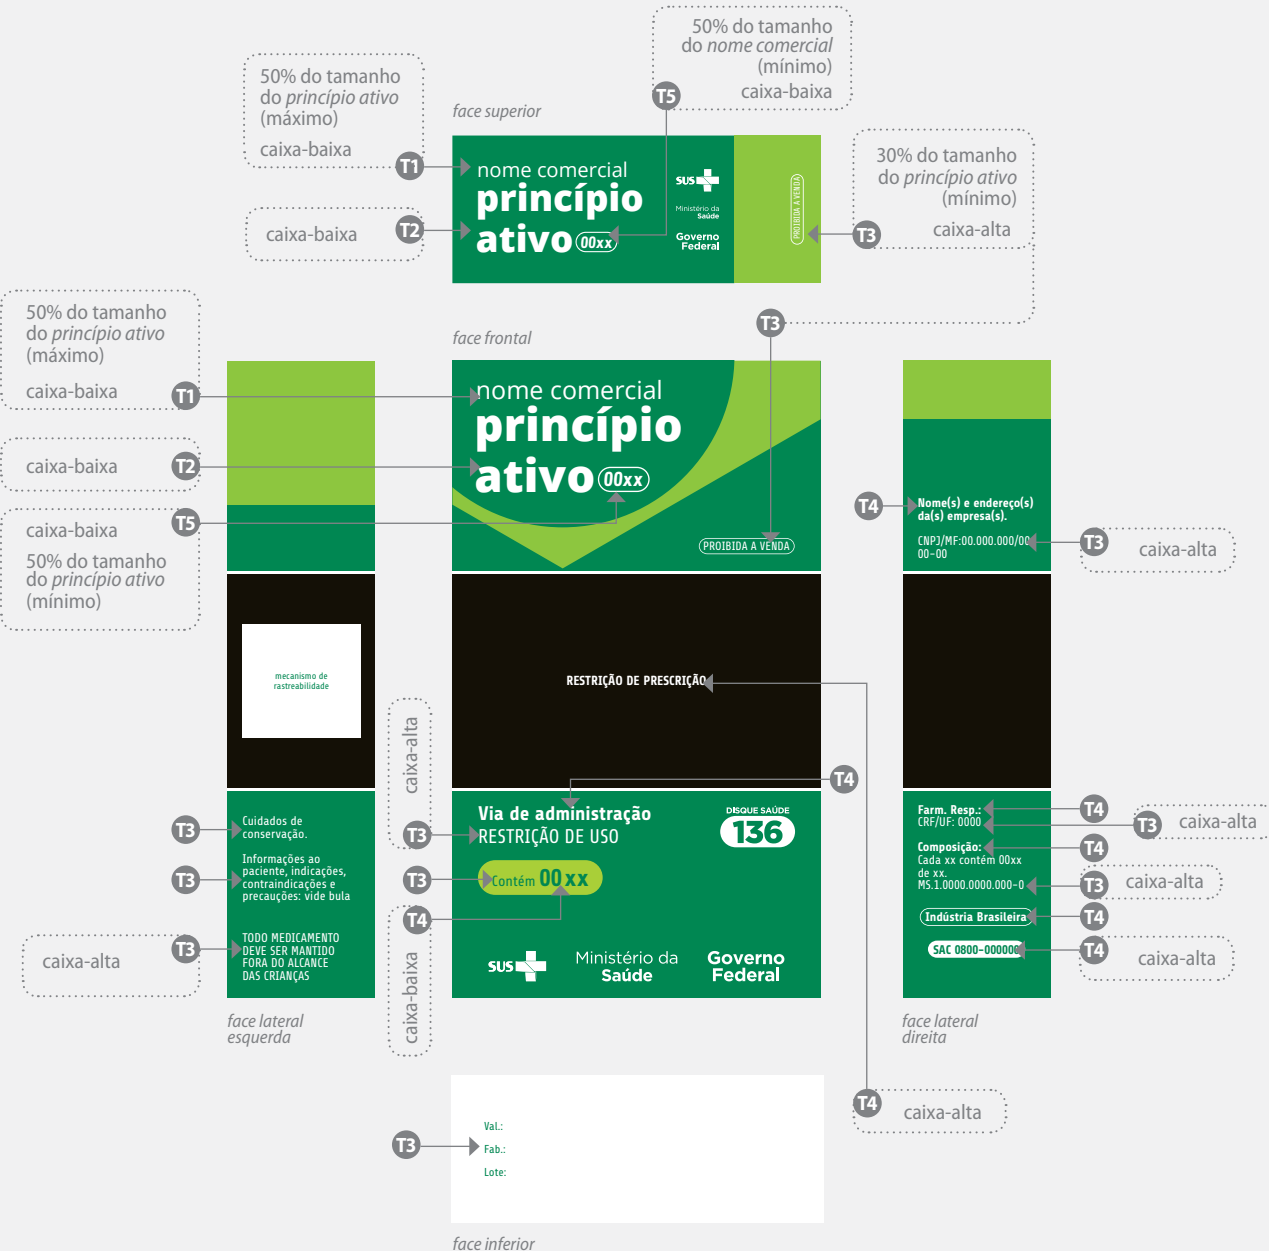 50% do tamanho
do nome comercial
(mínimo)
caixa-baixa
T5
50% do tamanho
do princípio ativo
(máximo)
caixa-baixa
T1
face superior
nome comercial
princípio
ativo 00xx
SUS
Ministério da
Saúde
Governo
Federal
PROIBIDA A VENDA
30% do tamanho
do princípio ativo
(mínimo)
caixa-alta
T3
caixa-baixa
T2
50% do tamanho
do princípio ativo
(máximo)
caixa-baixa
T1
caixa-baixa
T2
caixa-baixa
T5
50% do tamanho
do princípio ativo
(mínimo)
face frontal
T3
nome comercial
princípio
ativo 00xx
PROIBIDA A VENDA
T4
Nome(s) e endereço(s)
da(s) empresa(s).
CNPJ/MF:00.000.000/00
00-00
T3
caixa-alta
mecanismo de
rastreabilidade
RESTRIÇÃO DE PRESCRIÇÃO
caixa-alta
T3
T4
Via de administração
RESTRIÇÃO DE USO
DISQUE SAÚDE
136
T3
Contém 00 xx
T4
caixa-baixa
SUS
Ministério da
Saúde
Governo
Federal
T3
Cuidados de
conservação.
T3
Informações ao
paciente, indicações,
contraindicações e
precauções: vide bula
caixa-alta
T3
TODO MEDICAMENTO
DEVE SER MANTIDO
FORA DO ALCANCE
DAS CRIANÇAS
face lateral
esquerda
Farm. Resp.:
T4
CRF/UF: 0000
T3
caixa-alta
Composição:
T4
Cada xx contém 00xx
de xx.
MS.1.0000.0000.000-0
T3
caixa-alta
Indústria Brasileira
T4
SAC 0800-000000
T4
caixa-alta
face lateral
direita
T4
caixa-alta
T3
Val.:
Fab.:
Lote:
face inferior